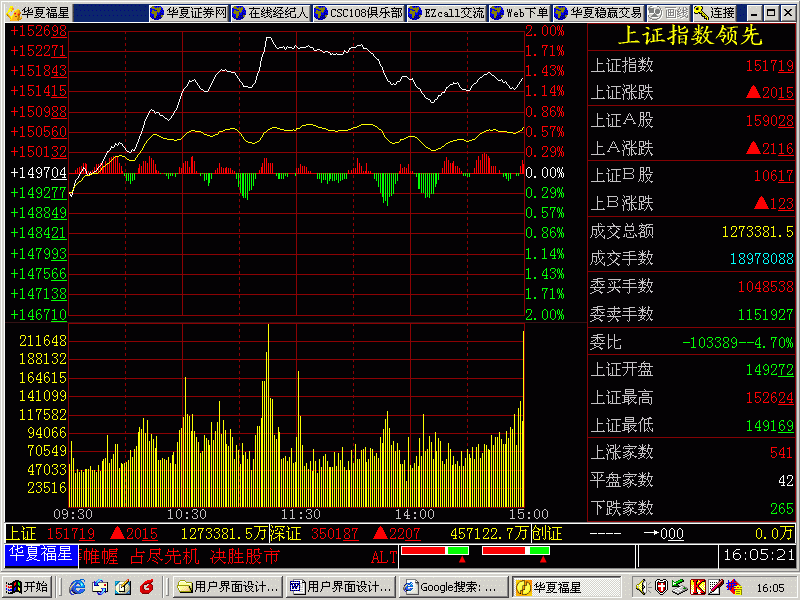 华夏福星 华夏证券网 在线经纪人 CSC108俱乐部 EZcall交流 Web下单 华夏稳赢交易 画线 连接
上证指数领先
+152698 2.00%
+152271 1.71%
+151843 1.43%
+151415 1.14%
+150988 0.86%
+150560 0.57%
+150132 0.29%
+149704 0.00%
+149277 0.29%
+148849 0.57%
+148421 0.86%
+147993 1.14%
+147566 1.43%
+147138 1.71%
+146710 2.00%
211648
188132
164615
141099
117582
94066
70549
47033
23516
09:30 10:30 11:30 14:00 15:00
上证指数 151719
上证涨跌 ▲2015
上证A股 159028
上A涨跌 ▲2116
上证B股 10617
上B涨跌 ▲123
成交总额 1273381.5
成交手数 18978088
委买手数 1048538
委卖手数 1151927
委比 -103389--4.70%
上证开盘 149272
上证最高 152624
上证最低 149169
上涨家数 541
平盘家数 42
下跌家数 265
上证 151719 ▲2015 1273381.5万 深证 350187 ▲2207 457122.7万 创证 ---- →000 0.0万
华夏福星 帷幄 占尽先机 决胜股市 ALT 16:05:21
开始 用户界面设计... 用户界面设计... Google搜索: ... 华夏福星 16:05